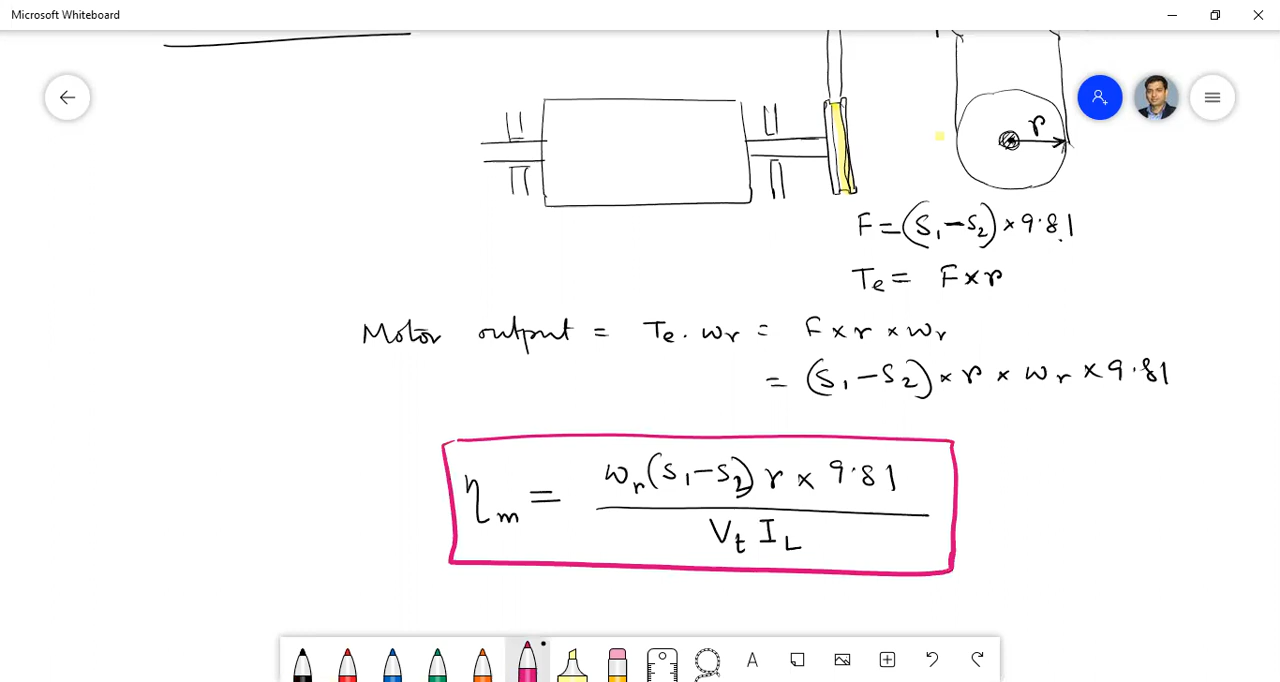 Microsoft Whiteboard
r
F = (S₁ − S₂) × 9.81
Te = F × r
Motor output = Te . ωr = F × r × ωr
= (S₁ − S₂) × r × ωr × 9.81
ηm = ωr (S₁ − S₂) r × 9.81 / Vt IL
A